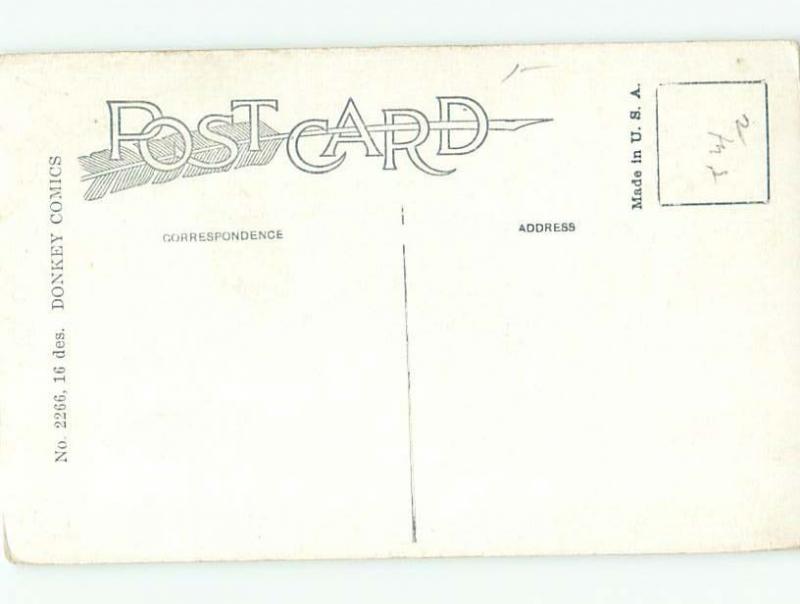 POST CARD
CORRESPONDENCE
ADDRESS
Made in U. S. A.
No. 2266, 16 des. DONKEY COMICS